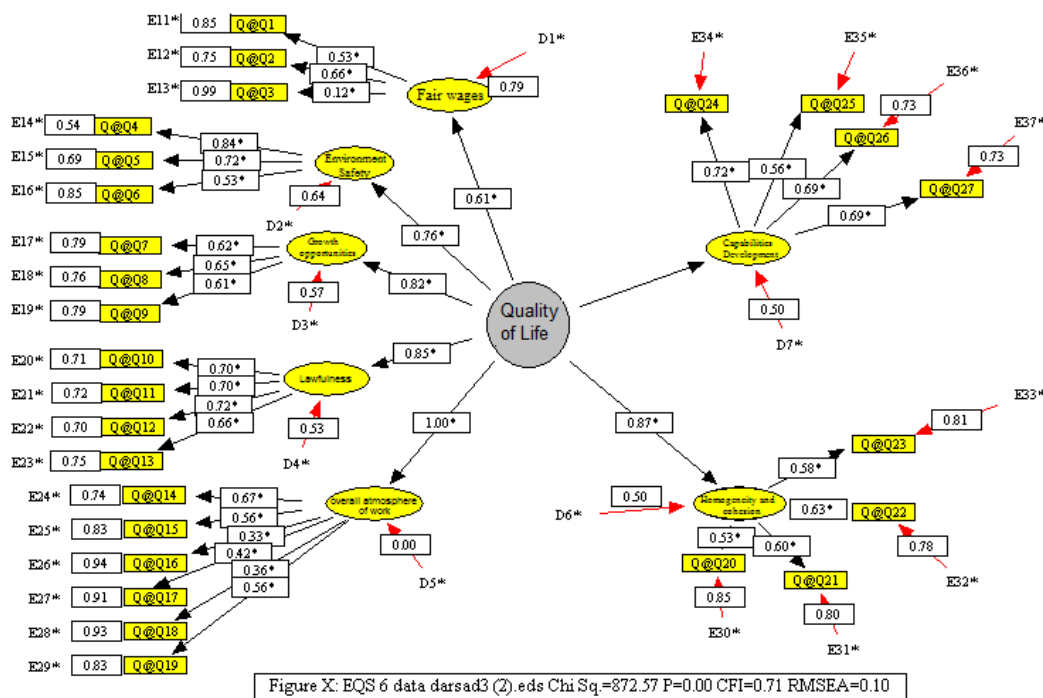 E11* 0.85 Q@Q1
E12* 0.75 Q@Q2
E13* 0.99 Q@Q3
0.53*
0.66*
0.12*
D1*
0.79
Fair wages
E14* 0.54 Q@Q4
E15* 0.69 Q@Q5
E16* 0.85 Q@Q6
0.84*
0.72*
0.53*
Environment
Safety
0.64
D2*
0.61*
0.76*
E17* 0.79 Q@Q7
E18* 0.76 Q@Q8
E19* 0.79 Q@Q9
0.62*
0.65*
0.61*
Growth
opportunities
0.57
D3*
0.82*
Quality
of Life
E20* 0.71 Q@Q10
E21* 0.72 Q@Q11
E22* 0.70 Q@Q12
E23* 0.75 Q@Q13
0.70*
0.70*
0.72*
0.66*
Lawfulness
0.53
D4*
0.85*
1.00*
0.87*
E24* 0.74 Q@Q14
E25* 0.83 Q@Q15
E26* 0.94 Q@Q16
E27* 0.91 Q@Q17
E28* 0.93 Q@Q18
E29* 0.83 Q@Q19
0.67*
0.56*
0.33*
0.42*
0.36*
0.56*
overall atmosphere
of work
0.00
D5*
E34*
E35*
E36*
E37*
Q@Q24
Q@Q25
0.73
Q@Q26
0.73
Q@Q27
0.72*
0.56*
0.69*
0.69*
Capabilities
Development
0.50
D7*
E33*
0.81
Q@Q23
0.58*
0.50
D6*
Homogeneity and
cohesion
0.63*
Q@Q22
0.78
E32*
0.53*
0.60*
Q@Q20
Q@Q21
0.85
0.80
E30*
E31*
Figure X: EQS 6 data darsad3 (2).eds Chi Sq.=872.57 P=0.00 CFI=0.71 RMSEA=0.10